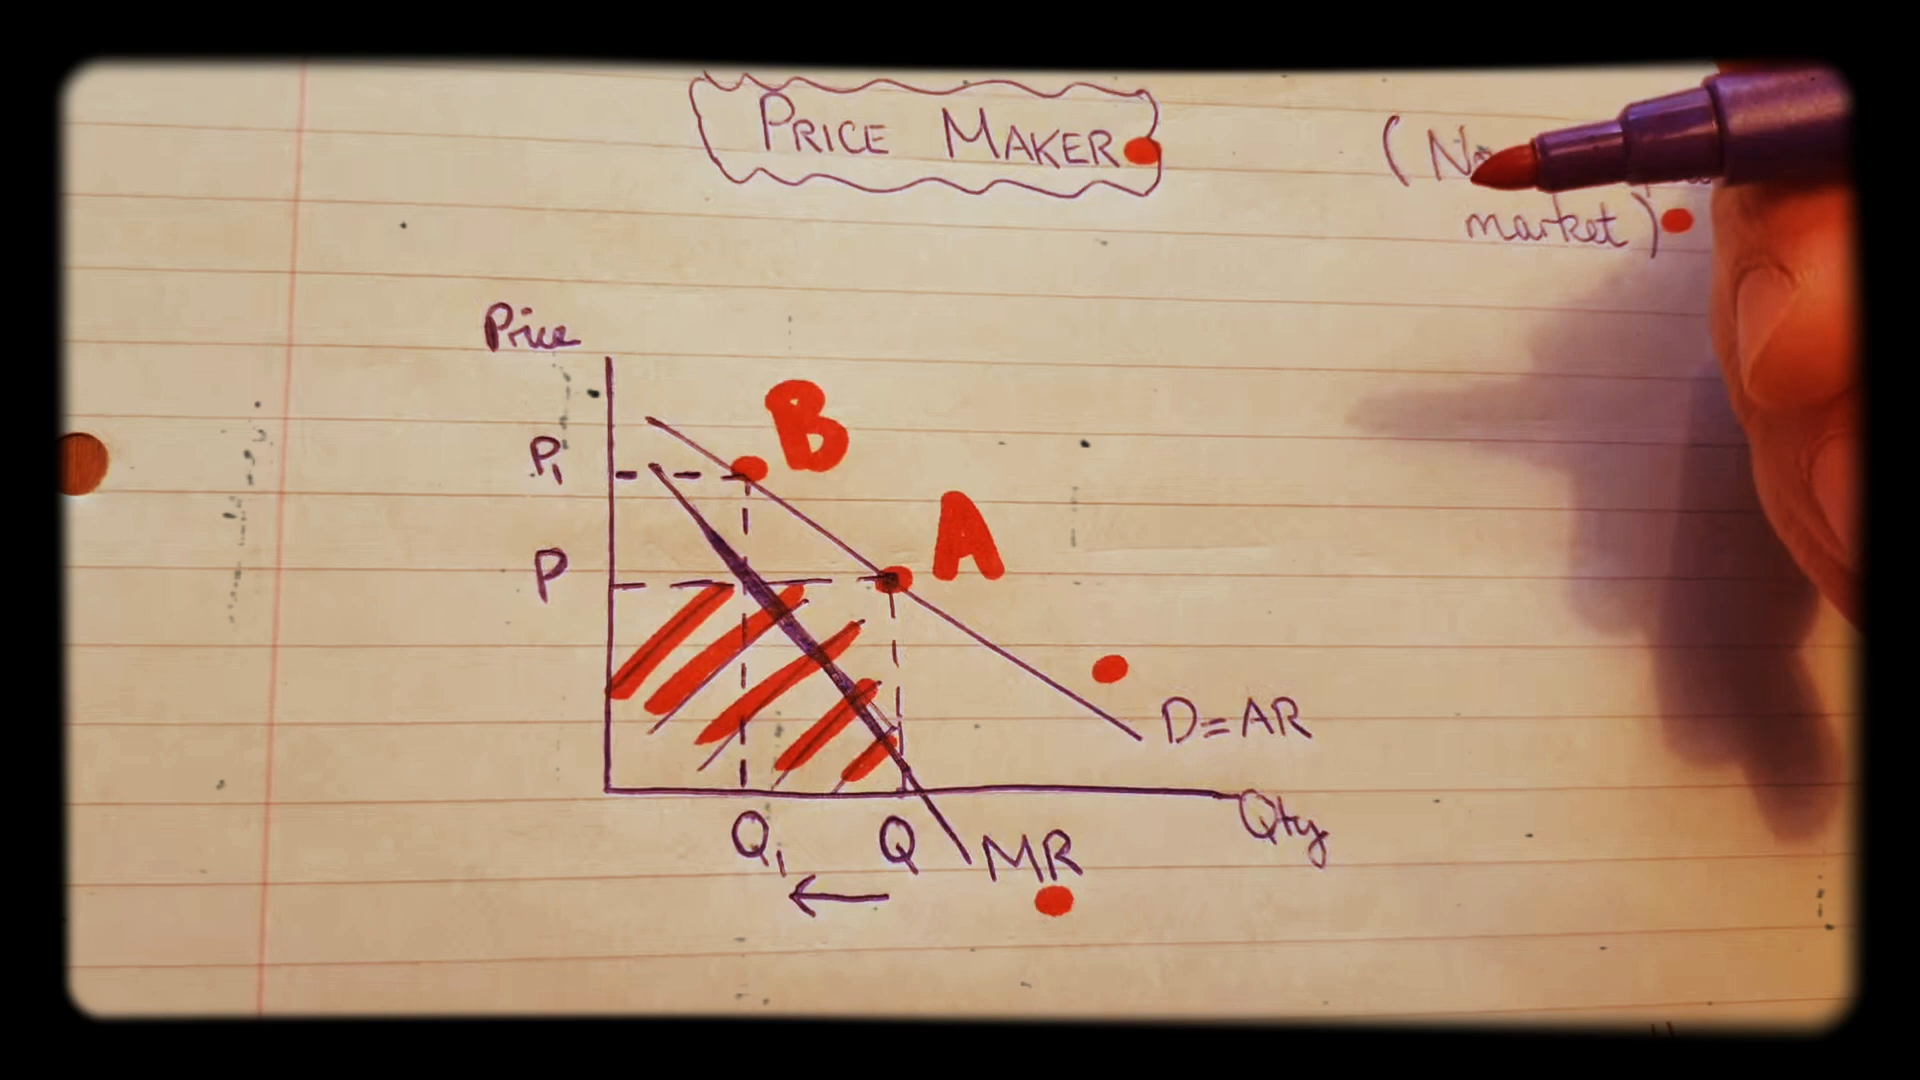 PRICE MAKER
(
market)
Price
B
P₁
A
P
D=AR
Q₁
Q
MR
Qty